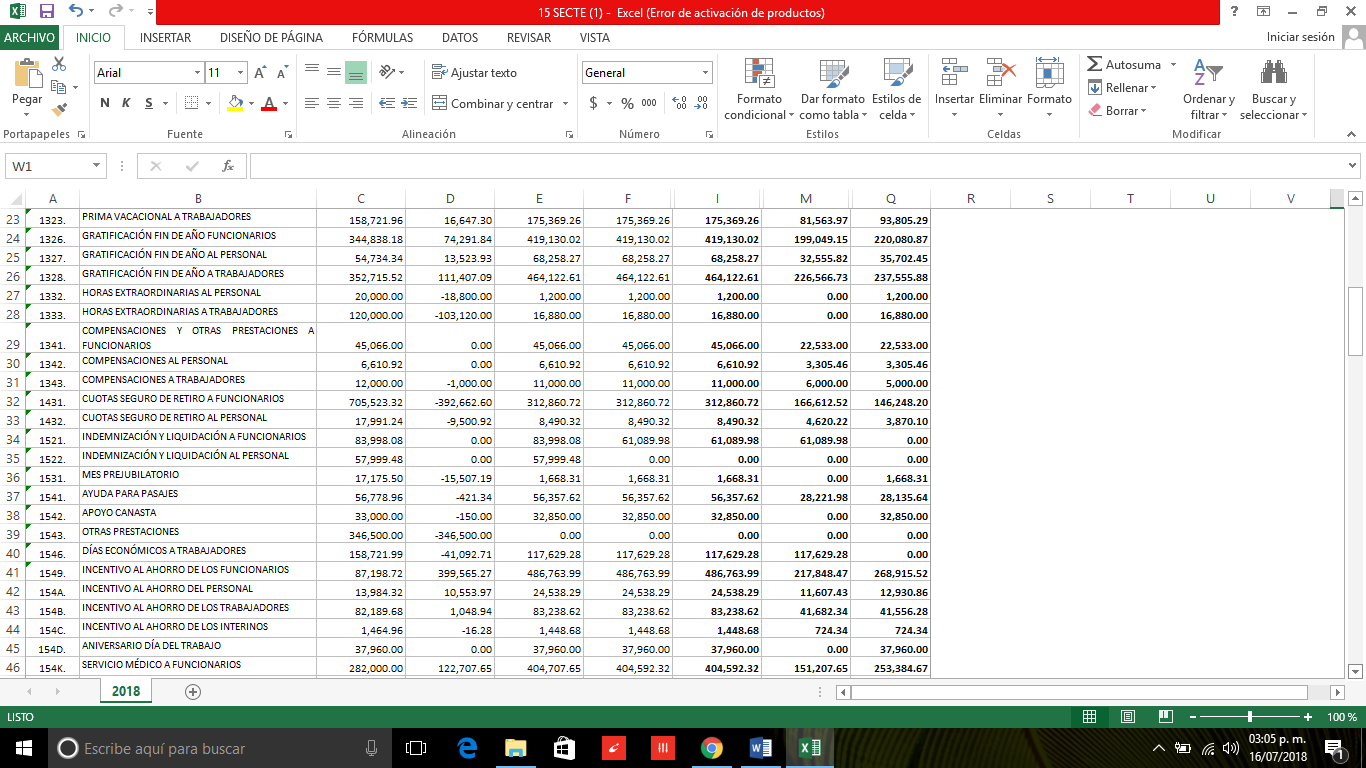 15 SECTE (1) - Excel (Error de activación de productos)
ARCHIVO INICIO INSERTAR DISEÑO DE PÁGINA FÓRMULAS DATOS REVISAR VISTA Iniciar sesión
Pegar Arial 11 Ajustar texto General Formato condicional Dar formato como tabla Estilos de celda Insertar Eliminar Formato Autosuma Rellenar Borrar Ordenar y filtrar Buscar y seleccionar
N K S Combinar y centrar $ % 000
Portapapeles Fuente Alineación Número Estilos Celdas Modificar
W1 fx
A B C D E F I M Q R S T U V
23 1323. PRIMA VACACIONAL A TRABAJADORES 158,721.96 16,647.30 175,369.26 175,369.26 175,369.26 81,563.97 93,805.29
24 1326. GRATIFICACIÓN FIN DE AÑO FUNCIONARIOS 344,838.18 74,291.84 419,130.02 419,130.02 419,130.02 199,049.15 220,080.87
25 1327. GRATIFICACIÓN FIN DE AÑO AL PERSONAL 54,734.34 13,523.93 68,258.27 68,258.27 68,258.27 32,555.82 35,702.45
26 1328. GRATIFICACIÓN FIN DE AÑO A TRABAJADORES 352,715.52 111,407.09 464,122.61 464,122.61 464,122.61 226,566.73 237,555.88
27 1332. HORAS EXTRAORDINARIAS AL PERSONAL 20,000.00 -18,800.00 1,200.00 1,200.00 1,200.00 0.00 1,200.00
28 1333. HORAS EXTRAORDINARIAS A TRABAJADORES 120,000.00 -103,120.00 16,880.00 16,880.00 16,880.00 0.00 16,880.00
COMPENSACIONES Y OTRAS PRESTACIONES A
29 1341. FUNCIONARIOS 45,066.00 0.00 45,066.00 45,066.00 45,066.00 22,533.00 22,533.00
30 1342. COMPENSACIONES AL PERSONAL 6,610.92 0.00 6,610.92 6,610.92 6,610.92 3,305.46 3,305.46
31 1343. COMPENSACIONES A TRABAJADORES 12,000.00 -1,000.00 11,000.00 11,000.00 11,000.00 6,000.00 5,000.00
32 1431. CUOTAS SEGURO DE RETIRO A FUNCIONARIOS 705,523.32 -392,662.60 312,860.72 312,860.72 312,860.72 166,612.52 146,248.20
33 1432. CUOTAS SEGURO DE RETIRO AL PERSONAL 17,991.24 -9,500.92 8,490.32 8,490.32 8,490.32 4,620.22 3,870.10
34 1521. INDEMNIZACIÓN Y LIQUIDACIÓN A FUNCIONARIOS 83,998.08 0.00 83,998.08 61,089.98 61,089.98 61,089.98 0.00
35 1522. INDEMNIZACIÓN Y LIQUIDACIÓN AL PERSONAL 57,999.48 0.00 57,999.48 0.00 0.00 0.00 0.00
36 1531. MES PREJUBILATORIO 17,175.50 -15,507.19 1,668.31 1,668.31 1,668.31 0.00 1,668.31
37 1541. AYUDA PARA PASAJES 56,778.96 -421.34 56,357.62 56,357.62 56,357.62 28,221.98 28,135.64
38 1542. APOYO CANASTA 33,000.00 -150.00 32,850.00 32,850.00 32,850.00 0.00 32,850.00
39 1543. OTRAS PRESTACIONES 346,500.00 -346,500.00 0.00 0.00 0.00 0.00 0.00
40 1546. DÍAS ECONÓMICOS A TRABAJADORES 158,721.99 -41,092.71 117,629.28 117,629.28 117,629.28 117,629.28 0.00
41 1549. INCENTIVO AL AHORRO DE LOS FUNCIONARIOS 87,198.72 399,565.27 486,763.99 486,763.99 486,763.99 217,848.47 268,915.52
42 154A. INCENTIVO AL AHORRO DEL PERSONAL 13,984.32 10,553.97 24,538.29 24,538.29 24,538.29 11,607.43 12,930.86
43 154B. INCENTIVO AL AHORRO DE LOS TRABAJADORES 82,189.68 1,048.94 83,238.62 83,238.62 83,238.62 41,682.34 41,556.28
44 154C. INCENTIVO AL AHORRO DE LOS INTERINOS 1,464.96 -16.28 1,448.68 1,448.68 1,448.68 724.34 724.34
45 154D. ANIVERSARIO DÍA DEL TRABAJO 37,960.00 0.00 37,960.00 37,960.00 37,960.00 0.00 37,960.00
46 154K. SERVICIO MÉDICO A FUNCIONARIOS 282,000.00 122,707.65 404,707.65 404,592.32 404,592.32 151,207.65 253,384.67
2018
LISTO 100 %
Escribe aquí para buscar 03:05 p. m.
16/07/2018 1